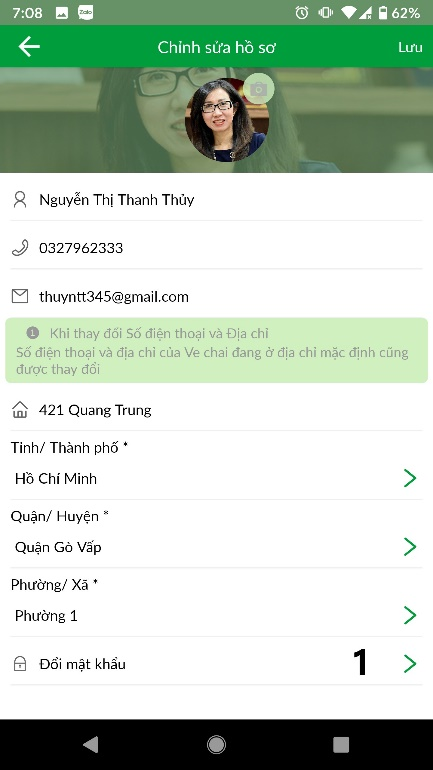 7:08
Zalo
62%
Chỉnh sửa hồ sơ
Lưu
Nguyễn Thị Thanh Thủy
0327962333
thuyntt345@gmail.com
Khi thay đổi Số điện thoại và Địa chỉ
Số điện thoại và địa chỉ của Ve chai đang ở địa chỉ mặc định cũng
được thay đổi
421 Quang Trung
Tỉnh/ Thành phố *
Hồ Chí Minh
Quận/ Huyện *
Quận Gò Vấp
Phường/ Xã *
Phường 1
Đổi mật khẩu 1